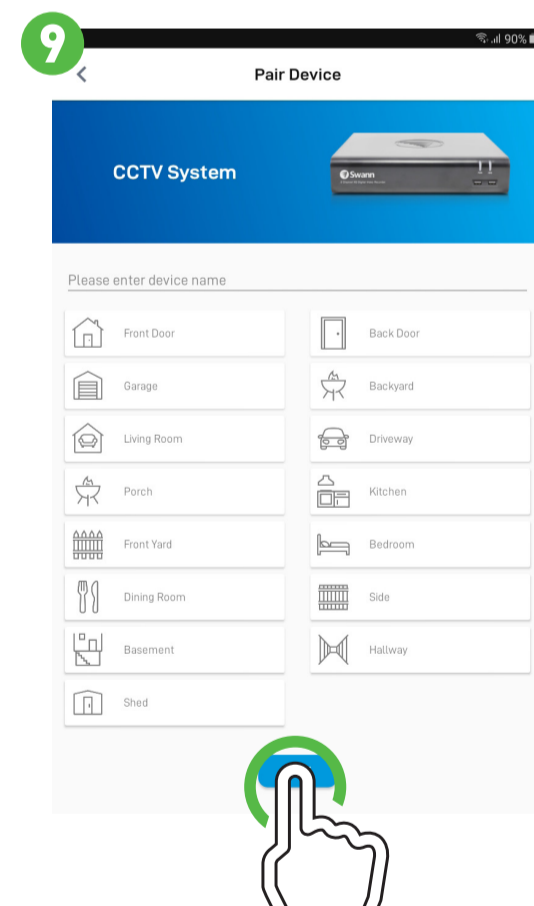 9
90%
Pair Device
CCTV System
Swann
Please enter device name
Front Door
Back Door
Garage
Backyard
Living Room
Driveway
Porch
Kitchen
Front Yard
Bedroom
Dining Room
Side
Basement
Hallway
Shed